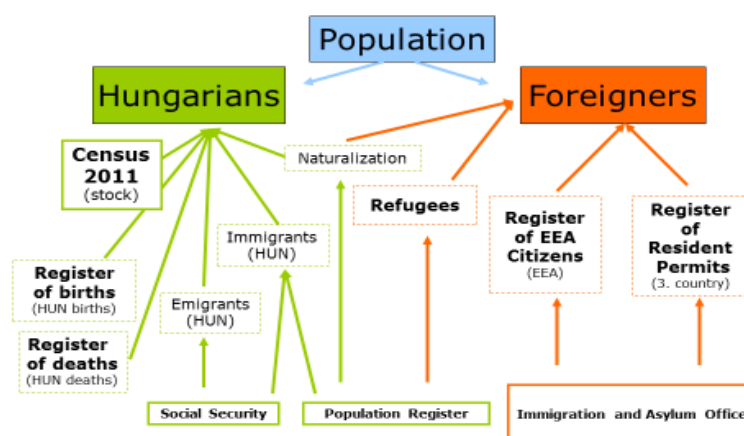 Population
Hungarians
Foreigners
Census
2011
(stock)
Naturalization
Refugees
Register
of EEA
Citizens
(EEA)
Register
of
Resident
Permits
(3. country)
Immigrants
(HUN)
Register
of births
(HUN births)
Emigrants
(HUN)
Register
of deaths
(HUN deaths)
Social Security
Population Register
Immigration and Asylum Office